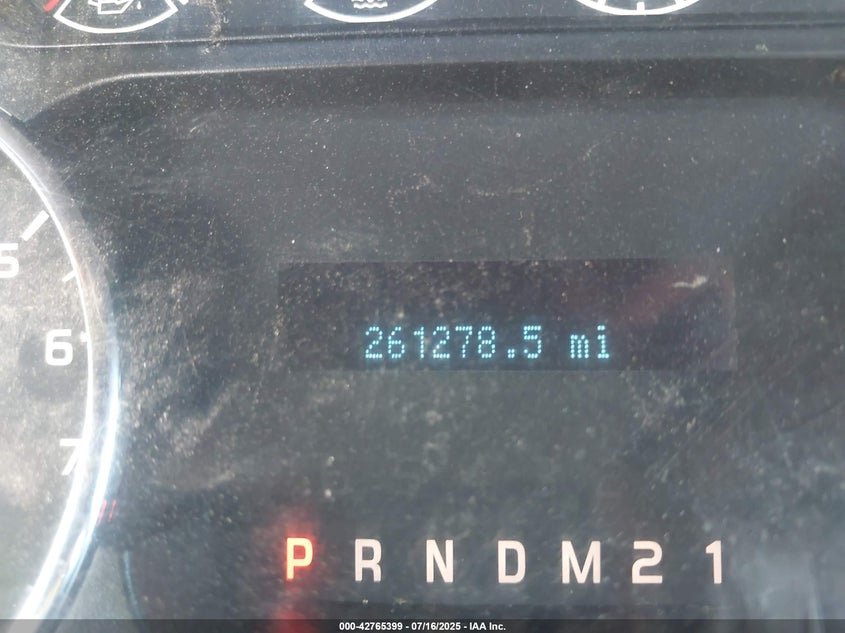 5
6
261278.5 mi
7
P R N D M 2 1
000-42765399 - 07/16/2025 - IAA Inc.